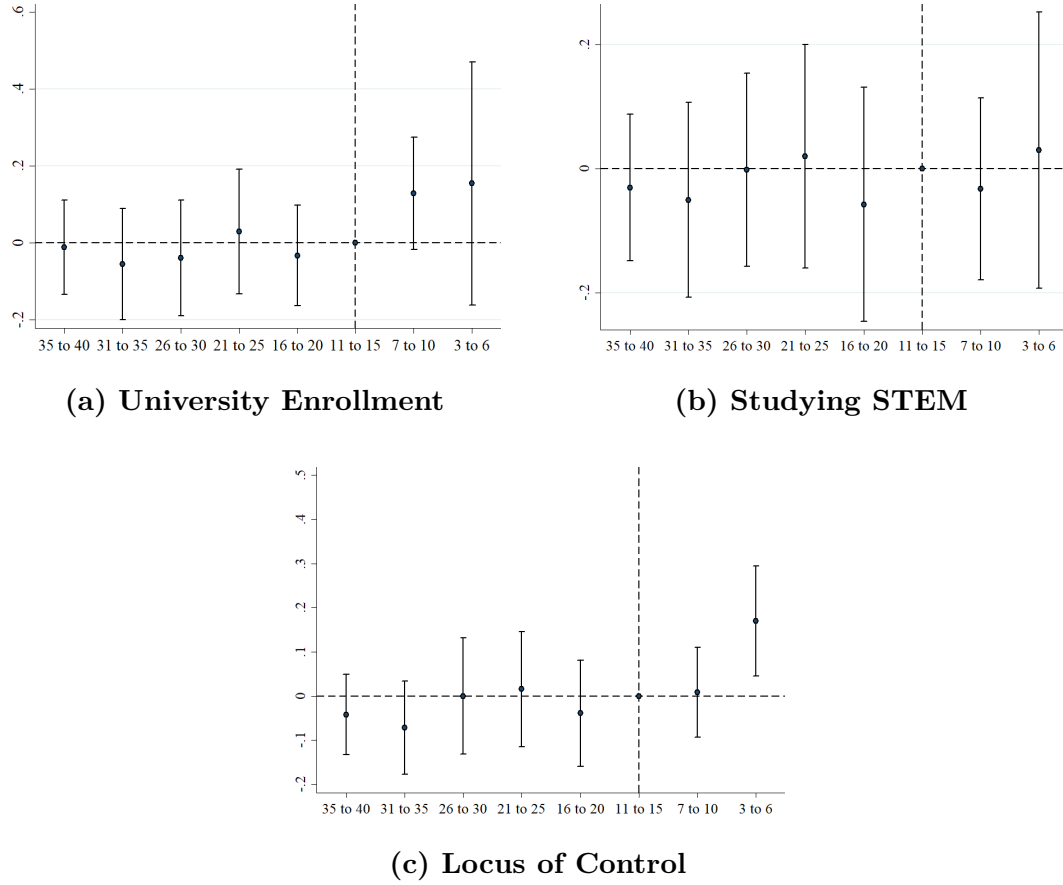 .6
.4
.2
0
-.2
35 to 40 31 to 35 26 to 30 21 to 25 16 to 20 11 to 15 7 to 10 3 to 6
(a) University Enrollment
.2
0
-.2
35 to 40 31 to 35 26 to 30 21 to 25 16 to 20 11 to 15 7 to 10 3 to 6
(b) Studying STEM
.5
.4
.3
.2
.1
0
-.1
-.2
35 to 40 31 to 35 26 to 30 21 to 25 16 to 20 11 to 15 7 to 10 3 to 6
(c) Locus of Control